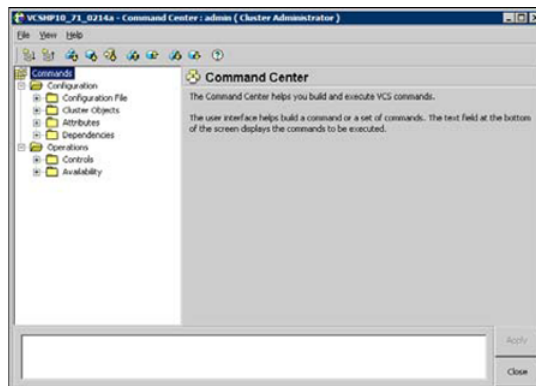 VCSHP10_71_0214a - Command Center : admin ( Cluster Administrator )
File View Help
Commands
Configuration
Configuration File
Cluster Objects
Attributes
Dependencies
Operations
Controls
Availability
Command Center
The Command Center helps you build and execute VCS commands.
The user interface helps build a command or a set of commands. The text field at the bottom
of the screen displays the commands to be executed.
Apply
Close